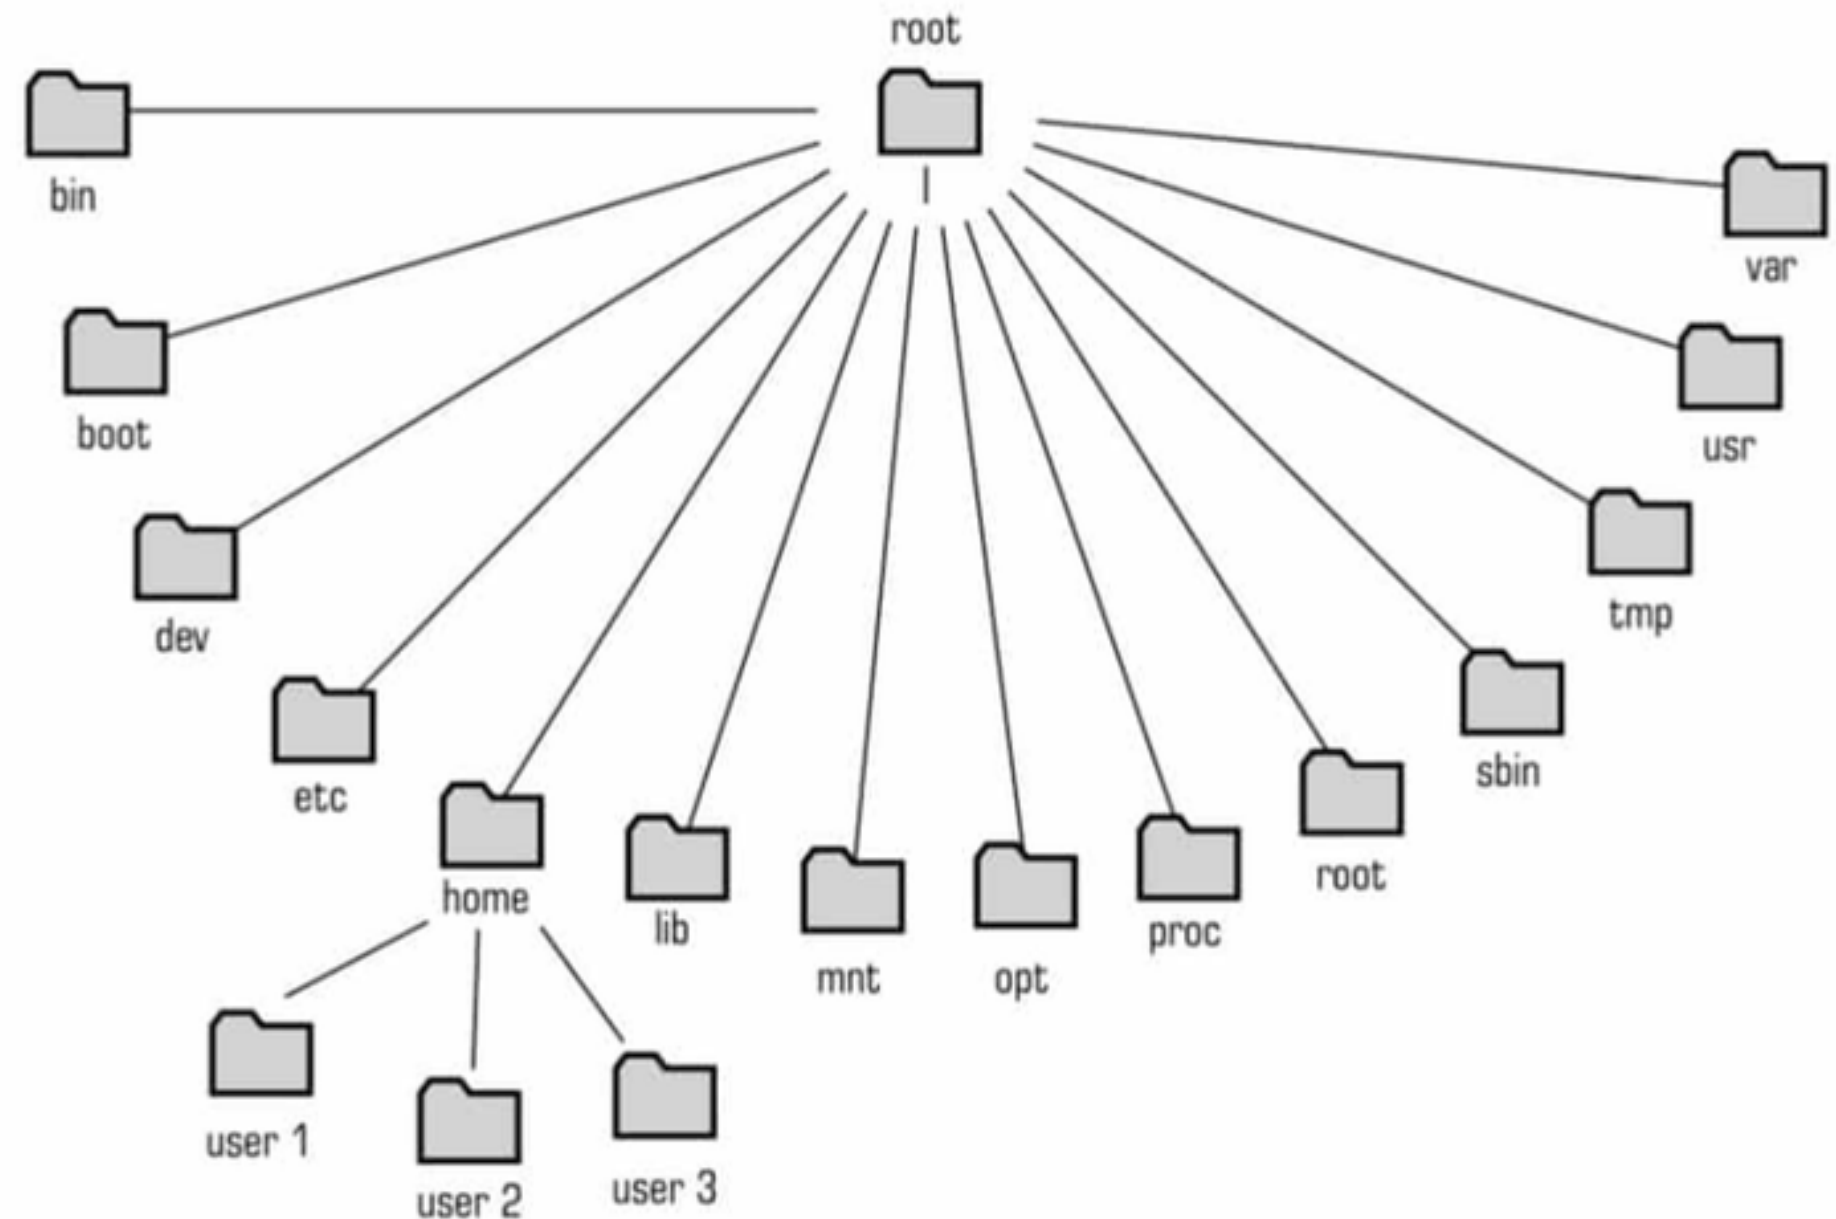 root
bin
var
boot
usr
dev
tmp
etc
sbin
home
root
lib
proc
mnt
opt
user 1
user 2
user 3